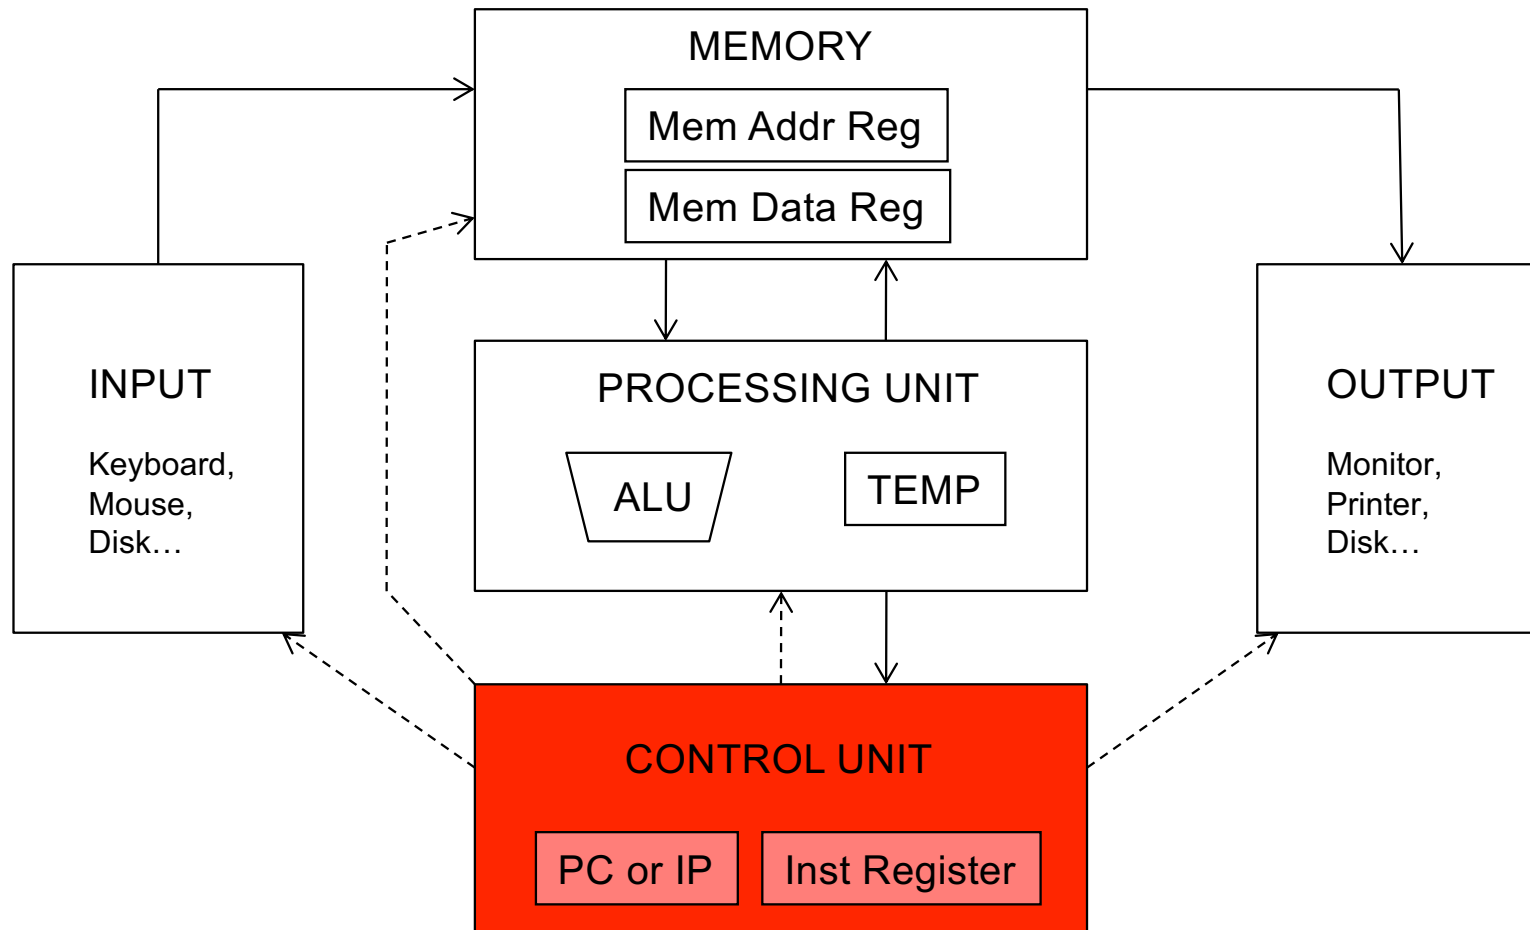 MEMORY
Mem Addr Reg
Mem Data Reg
INPUT
Keyboard,
Mouse,
Disk…
PROCESSING UNIT
ALU
TEMP
OUTPUT
Monitor,
Printer,
Disk…
CONTROL UNIT
PC or IP
Inst Register